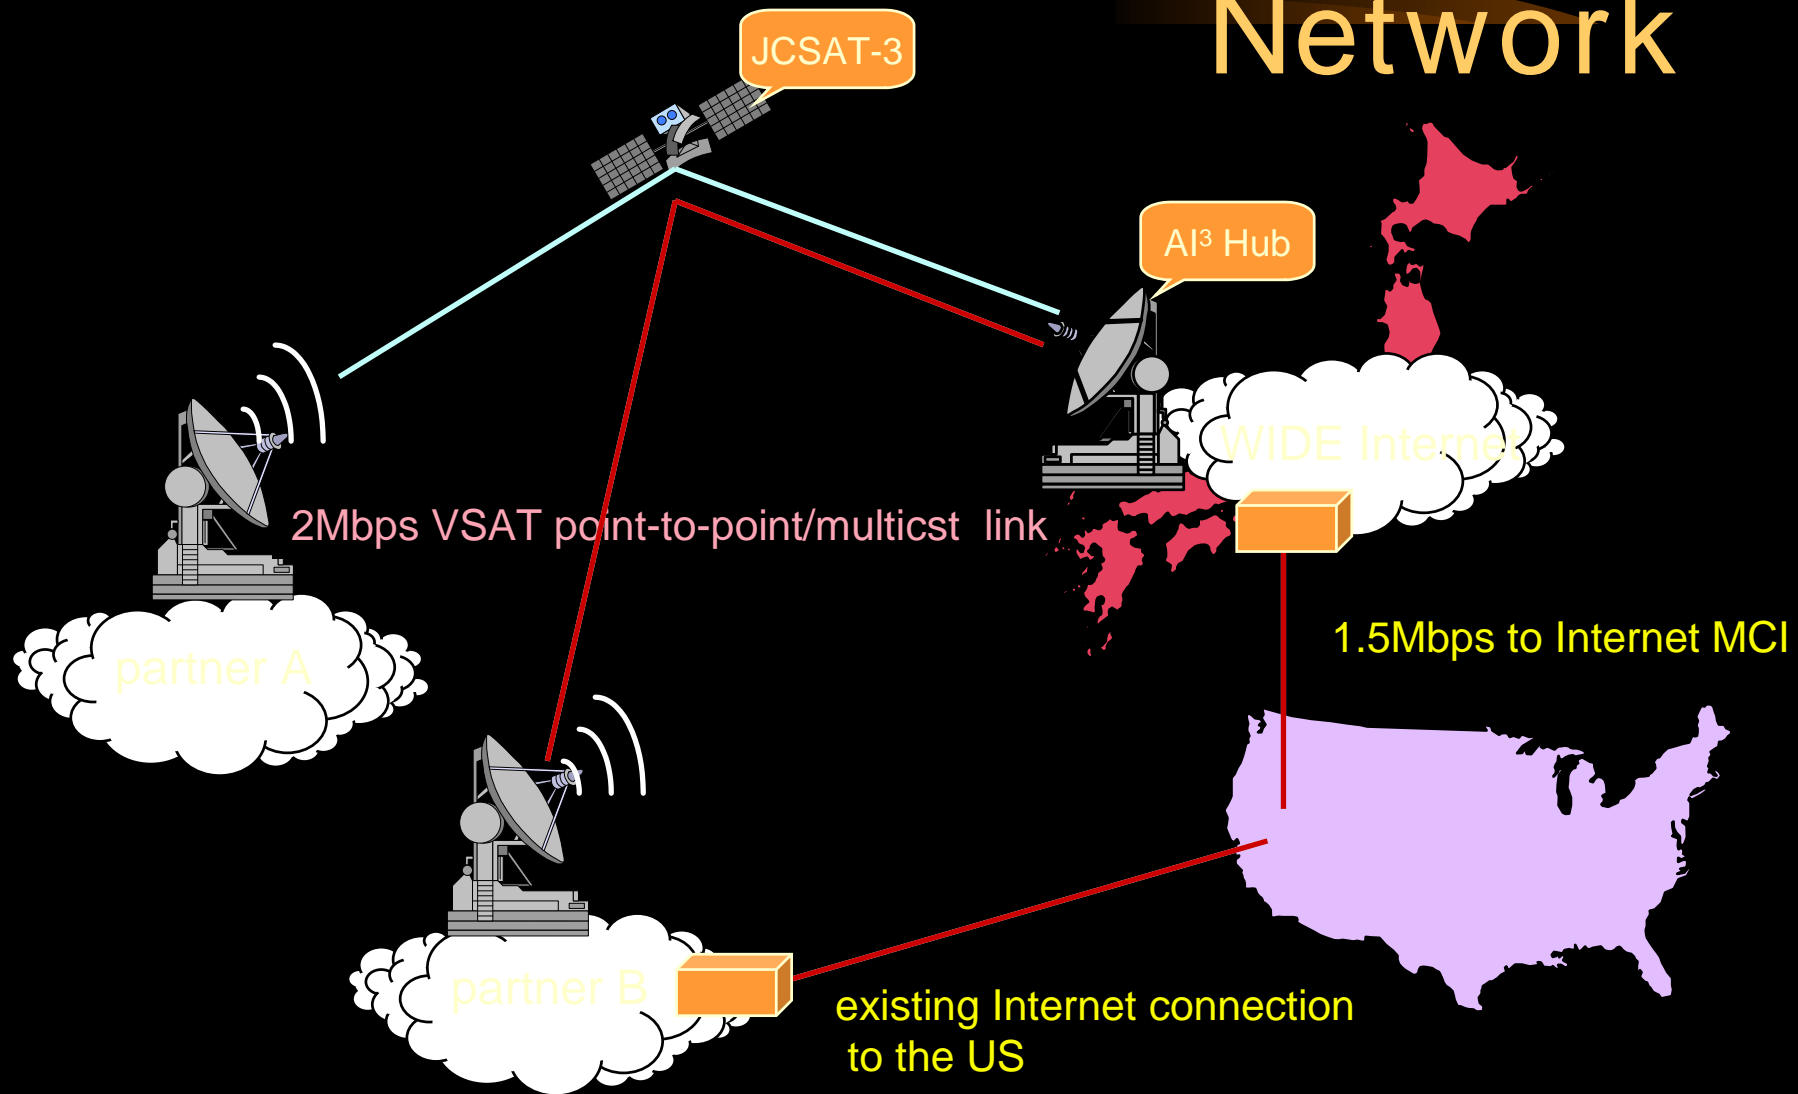 Network
JCSAT-3
AI³ Hub
WIDE Internet
2Mbps VSAT point-to-point/multicst link
1.5Mbps to Internet MCI
partner A
partner B
existing Internet connection
to the US